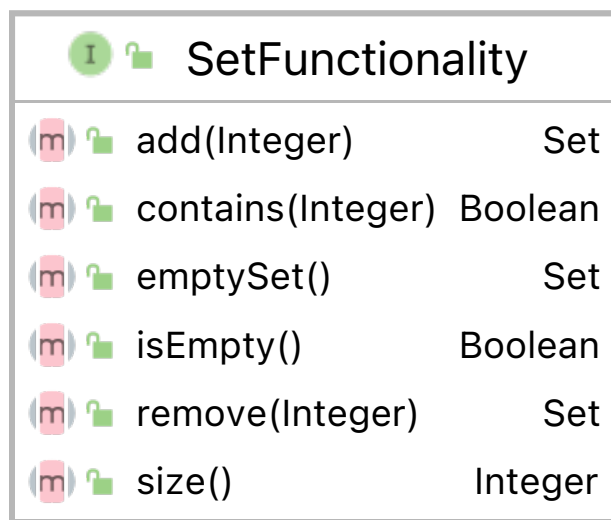 I SetFunctionality
m add(Integer) Set
m contains(Integer) Boolean
m emptySet() Set
m isEmpty() Boolean
m remove(Integer) Set
m size() Integer